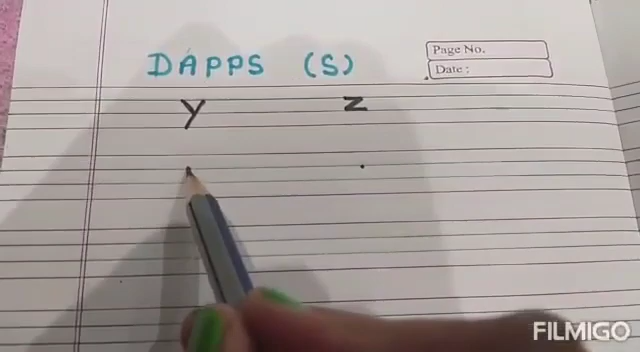 DAPPS (S)
Page No.
Date :
y z
FILMIGO